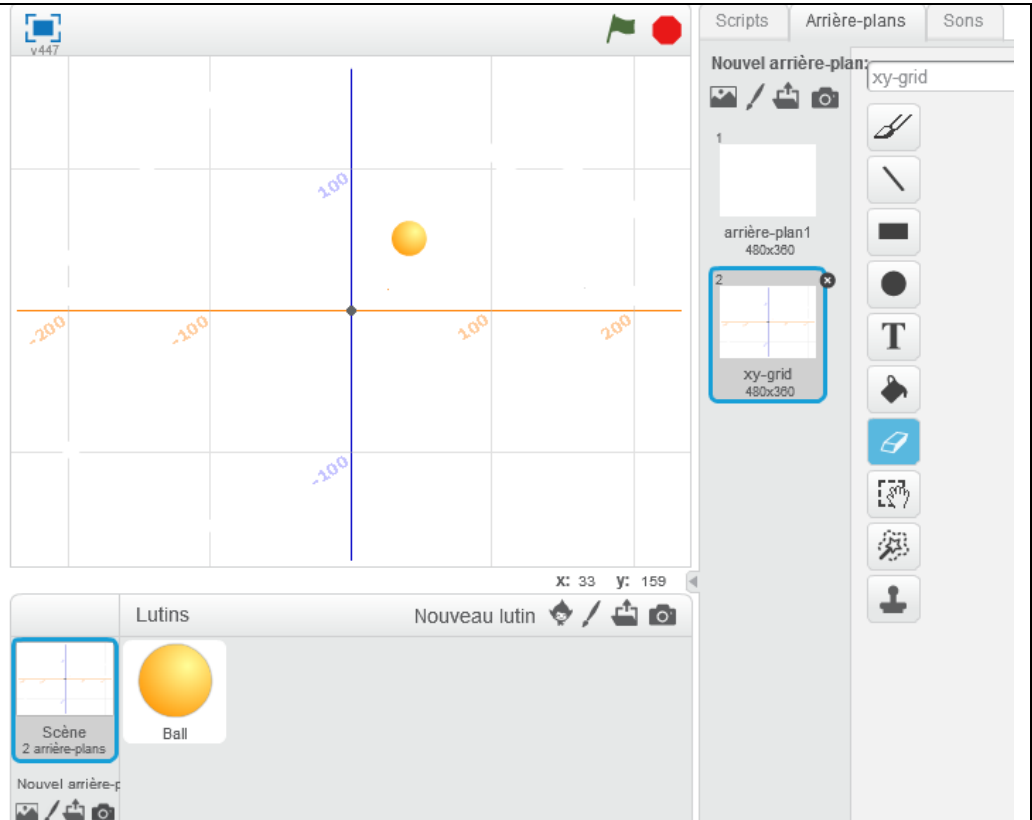 v447
Scripts
Arrière-plans
Sons
Nouvel arrière-plan:
xy-grid
1
arrière-plan1
480x360
2
xy-grid
480x360
T
100
-200
-100
100
200
-100
X: 33 y: 159
Lutins
Nouveau lutin
Scène
2 arrière-plans
Ball
Nouvel arrière-p